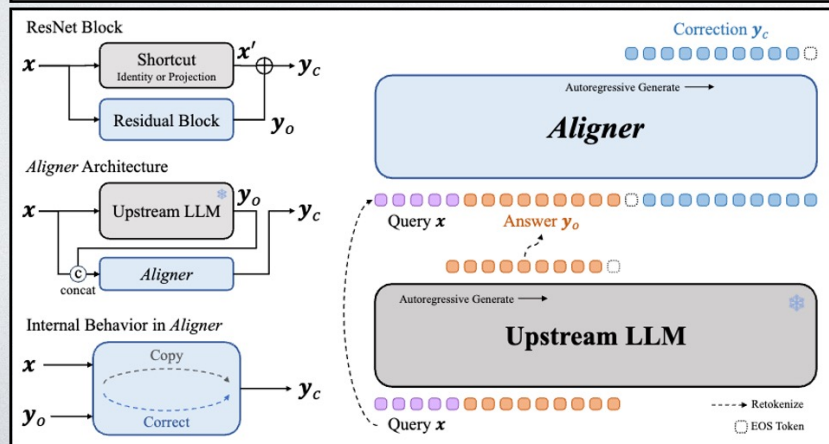 ResNet Block
x
Shortcut
Identity or Projection
x′
y_c
Residual Block
y_o
Aligner Architecture
x
Upstream LLM
y_o
y_c
C
concat
Aligner
Internal Behavior in Aligner
x
Copy
y_c
y_o
Correct
Correction y_c
Autoregressive Generate
Aligner
Query x
Answer y_o
Autoregressive Generate
Upstream LLM
Query x
Retokenize
EOS Token